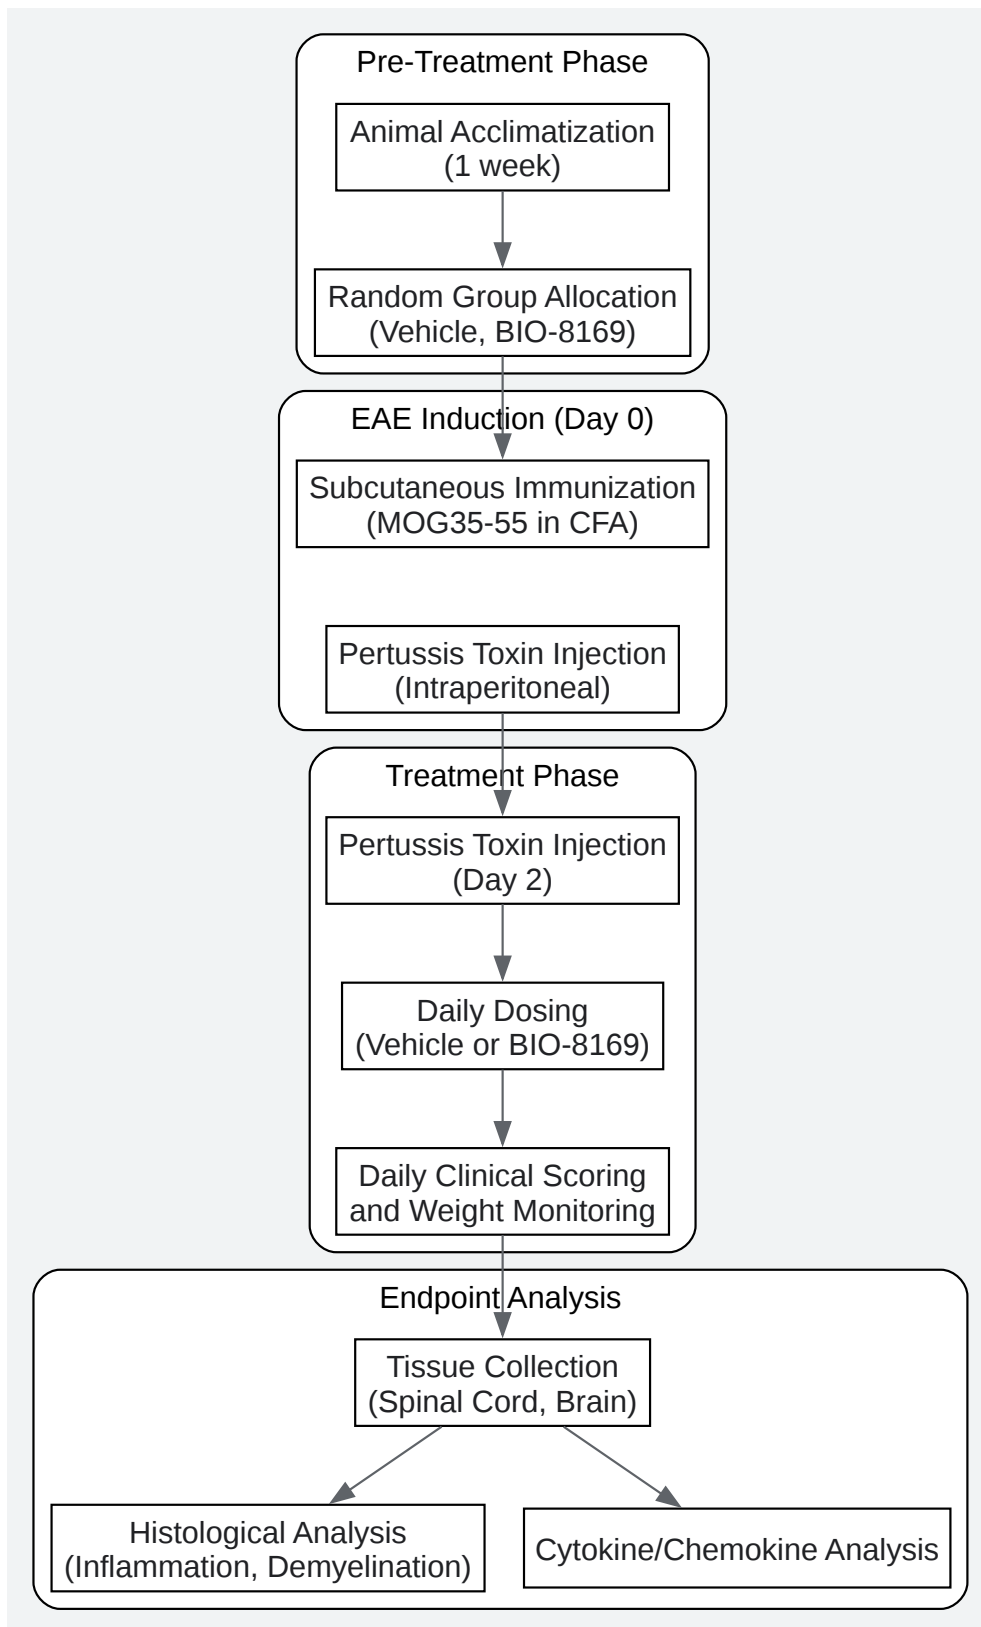 Pre-Treatment Phase
Animal Acclimatization
(1 week)
Random Group Allocation
(Vehicle, BIO-8169)
EAE Induction (Day 0)
Subcutaneous Immunization
(MOG35-55 in CFA)
Pertussis Toxin Injection
(Intraperitoneal)
Treatment Phase
Pertussis Toxin Injection
(Day 2)
Daily Dosing
(Vehicle or BIO-8169)
Daily Clinical Scoring
and Weight Monitoring
Endpoint Analysis
Tissue Collection
(Spinal Cord, Brain)
Histological Analysis
(Inflammation, Demyelination)
Cytokine/Chemokine Analysis